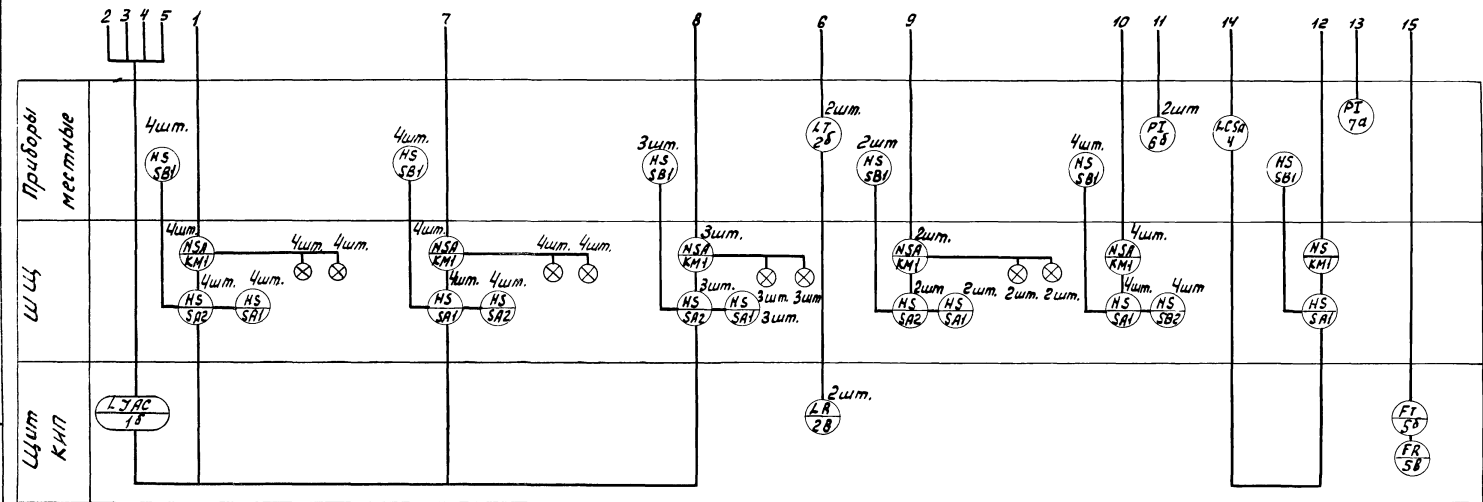 2 3 4 5 1 7 8 6 9 10 11 14 12 13 15
Приборы
местные
4шт.
HS
SB1
4шт.
HS
SB1
3шт.
HS
SB1
2шт.
LT
2б
2шт
HS
SB1
4шт.
HS
SB1
2шт
PI
6б
LCSA
4
HS
SB1
PI
7а
ШЩ
4шт.
NSA
KM1
4шт. 4шт.
4шт. 4шт.
HS
SA2
HS
SA1
4шт.
NSA
KM1
4шт. 4шт.
4шт. 4шт.
HS
SA1
HS
SA2
3шт.
NSA
KM1
3шт. 3шт
3шт.
HS
SA2
HS
SA1
3шт.
2шт.
NSA
KM1
2шт. 2шт.
2шт 2шт.
HS
SA2
HS
SA1
4шт.
NSA
KM1
4шт. 4шт
HS
SA1
HS
SB2
NS
KM1
HS
SA1
Щит
КИП
LJAC
1б
2шт.
LR
2В
FT
5б
FR
5в